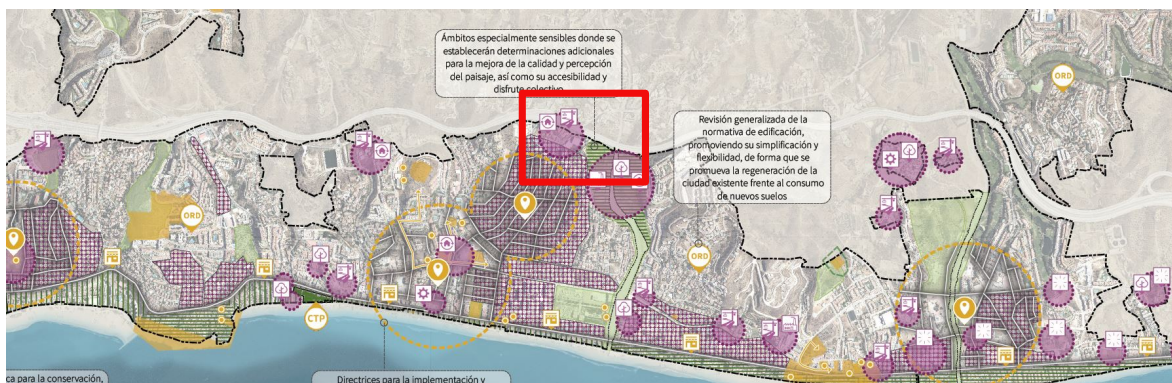 Ámbitos especialmente sensibles donde se
establecerán determinaciones adicionales
para la mejora de la calidad y percepción
del paisaje, así como su accesibilidad y
disfrute colectivo
ORD
Revisión generalizada de la
normativa de edificación,
promoviendo su simplificación y
flexibilidad, de forma que se
promueva la regeneración de la
ciudad existente frente al consumo
de nuevos suelos
ORD
ORD
CTP
ca para la conservación,
Directrices para la implementación y